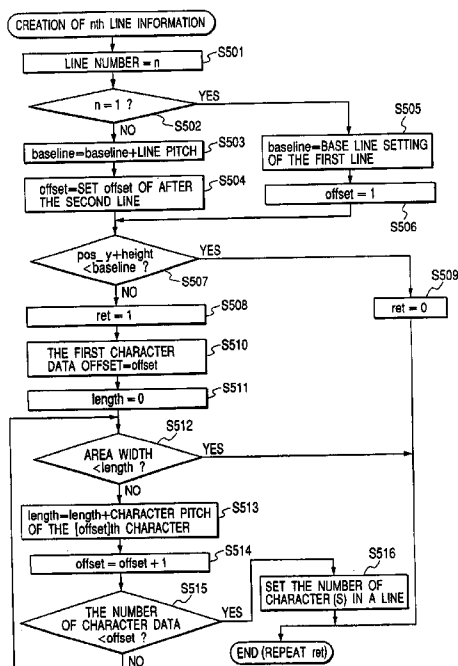 CREATION OF nth LINE INFORMATION
S501
LINE NUMBER = n
n = 1 ?
YES
S502
NO
S503
baseline=baseline+LINE PITCH
S505
baseline=BASE LINE SETTING
OF THE FIRST LINE
S504
offset=SET offset OF AFTER
THE SECOND LINE
offset = 1
S506
pos_y+height
<baseline ?
YES
S507
NO
S508
ret = 1
S509
ret = 0
S510
THE FIRST CHARACTER
DATA OFFSET=offset
S511
length = 0
S512
AREA WIDTH
<length ?
YES
NO
S513
length=length+CHARACTER PITCH
OF THE [offset]th CHARACTER
S514
offset = offset + 1
S515
THE NUMBER
OF CHARACTER DATA
<offset ?
YES
NO
S516
SET THE NUMBER OF
CHARACTER(S) IN A LINE
END (REPEAT ret)